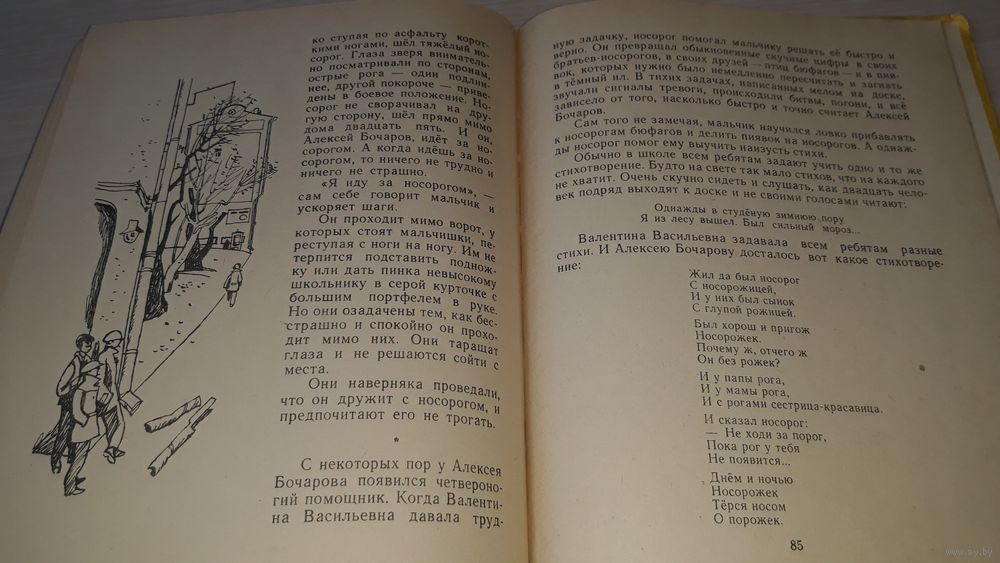 ко ступая по асфальту корот-
кими ногами, шёл тяжёлый но-
сорог. Глаза зверя вниматель-
но посматривали по сторонам,
острые рога — один подлин-
нее, другой покороче — приве-
дены в боевое положение. Но-
сорог не сворачивал на дру-
гую сторону, шёл прямо мимо
дома двадцать пять. И он,
Алексей Бочаров, идёт за но-
сорогом. А когда идёшь за но-
сорогом, то ничего не трудно и
ничего не страшно.
«Я иду за носорогом», —
сам себе говорит мальчик и
ускоряет шаги.
Он проходит мимо ворот, у
которых стоят мальчишки, пе-
реступая с ноги на ногу. Им не
терпится подставить поднож-
ку или дать пинка невысокому
школьнику в серой курточке с
большим портфелем в руке.
Но они озадачены тем, как бес-
страшно и спокойно он прохо-
дит мимо них. Они таращат
глаза и не решаются сойти с
места.
Они наверняка проведали,
что он дружит с носорогом, и
предпочитают его не трогать.
*
С некоторых пор у Алексея
Бочарова появился четвероно-
гий помощник. Когда Валенти-
на Васильевна давала труд-
ную задачку, носорог помогал мальчику решать её быстро и
верно. Он превращал обыкновенные скучные цифры в своих
братьев-носорогов, в своих друзей — птиц бюфагов — и в пия-
вок, которых нужно было немедленно пересчитать и загнать
в тёмный ил. В тихих задачах, написанных мелом на доске,
звучали сигналы тревоги, происходили битвы, погони, и всё
зависело от того, насколько быстро и точно считает Алексей
Бочаров.
Сам того не замечая, мальчик научился ловко прибавлять
к носорогам бюфагов и делить пиявок на носорогов. А однаж-
ды носорог помог ему выучить наизусть стихи.
Обычно в школе всем ребятам задают учить одно и то же
стихотворение. Будто на свете так мало стихов, что на каждого
не хватит. Очень скучно сидеть и слушать, как двадцать чело-
век подряд выходят к доске и не своими голосами читают:
Однажды в студёную зимнюю пору
Я из лесу вышел. Был сильный мороз...
Валентина Васильевна задавала всем ребятам разные
стихи. И Алексею Бочарову досталось вот какое стихотворе-
ние:
Жил да был носорог
С носорожицей,
И у них был сынок
С глупой рожицей.
Был хорош и пригож
Носорожек.
Почему ж, отчего ж
Он без рожек?
И у папы рога,
И у мамы рога,
И с рогами сестрица-красавица.
И сказал носорог:
— Не ходи за порог,
Пока рог у тебя
Не появится...
Днём и ночью
Носорожек
Тёрся носом
О порожек.
85
www.ay.by